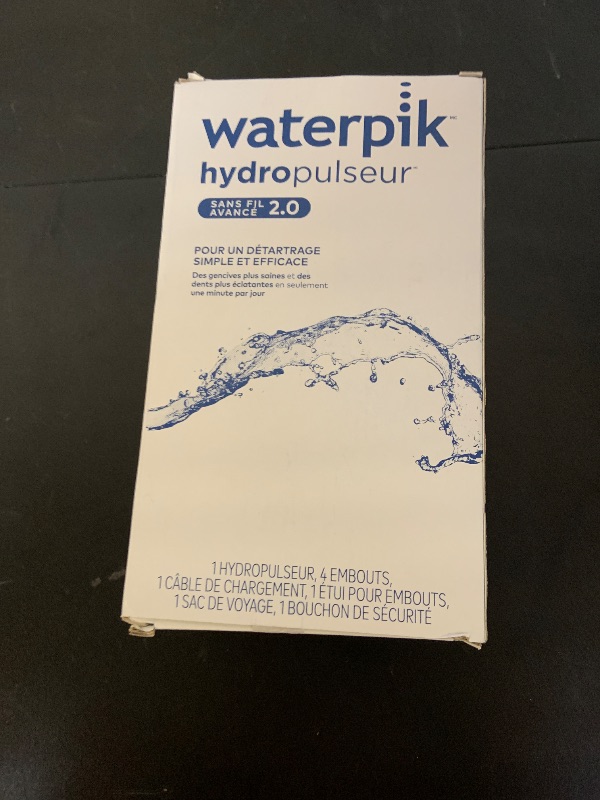 waterpik MC
hydropulseur
SANS FIL
AVANCÉ 2.0
POUR UN DÉTARTRAGE
SIMPLE ET EFFICACE
Des gencives plus saines et des
dents plus éclatantes en seulement
une minute par jour
1 HYDROPULSEUR, 4 EMBOUTS,
1 CÂBLE DE CHARGEMENT, 1 ÉTUI POUR EMBOUTS,
1 SAC DE VOYAGE, 1 BOUCHON DE SÉCURITÉ